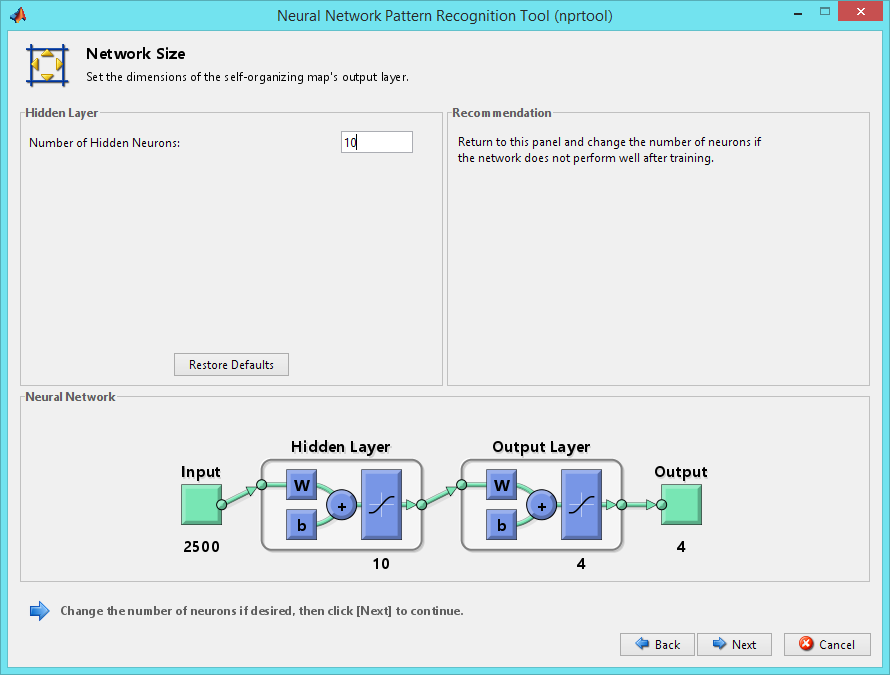 Neural Network Pattern Recognition Tool (nprtool)
Network Size
Set the dimensions of the self-organizing map's output layer.
Hidden Layer
Number of Hidden Neurons:
10
Restore Defaults
Recommendation
Return to this panel and change the number of neurons if
the network does not perform well after training.
Neural Network
Hidden Layer
Output Layer
Input
Output
W
b
+
W
b
+
2500
10
4
4
Change the number of neurons if desired, then click [Next] to continue.
Back
Next
Cancel